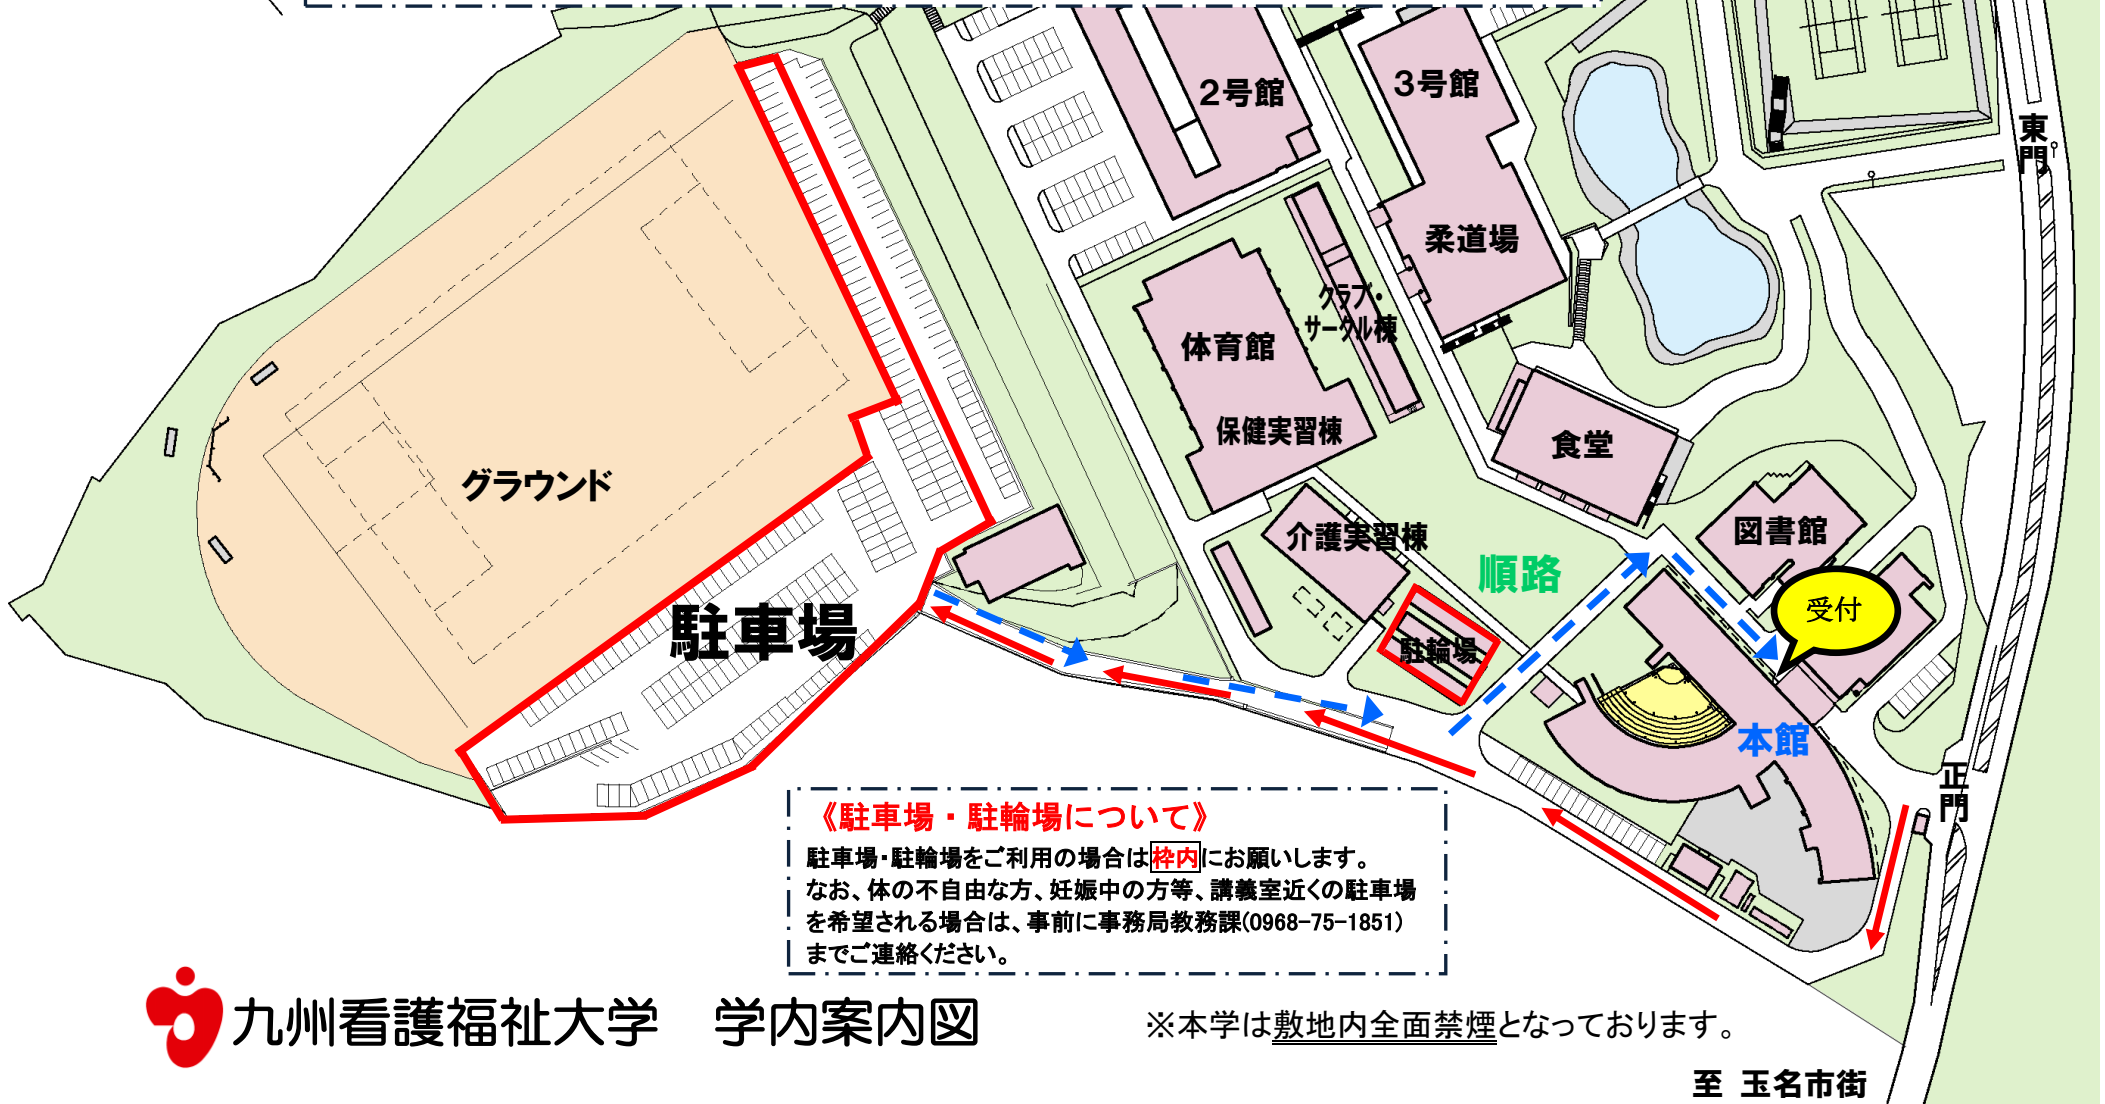 2号館
3号館
東門
柔道場
クラブ・
サークル棟
体育館
保健実習棟
食堂
グラウンド
図書館
介護実習棟
順路
受付
駐車場
駐輪場
本館
正門
《駐車場・駐輪場について》
駐車場・駐輪場をご利用の場合は枠内にお願いします。
なお、体の不自由な方、妊娠中の方等、講義室近くの駐車場
を希望される場合は、事前に事務局教務課(0968-75-1851)
までご連絡ください。
九州看護福祉大学　学内案内図
※本学は敷地内全面禁煙となっております。
至 玉名市街